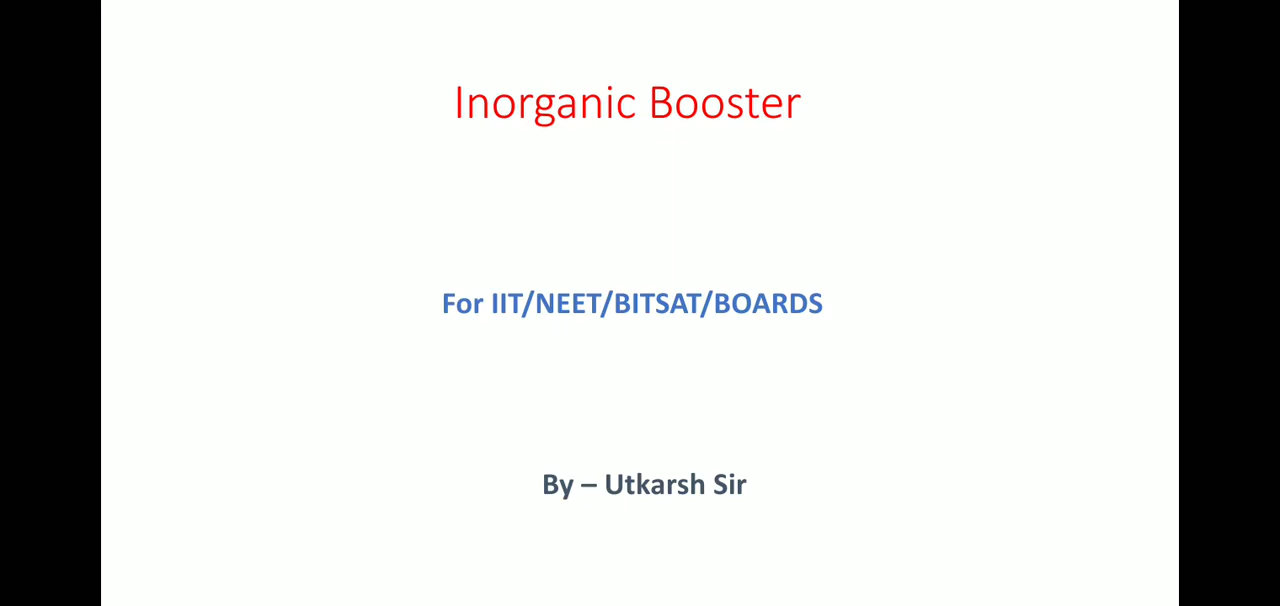 Inorganic Booster
For IIT/NEET/BITSAT/BOARDS
By – Utkarsh Sir